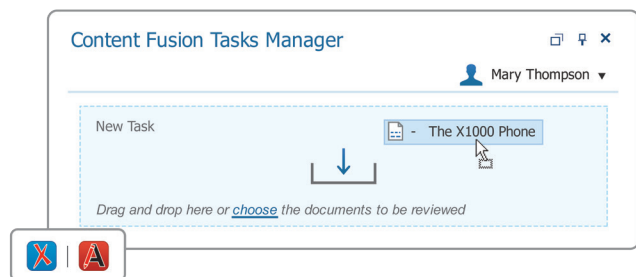 Content Fusion Tasks Manager
Mary Thompson
New Task
- The X1000 Phone
Drag and drop here or choose the documents to be reviewed